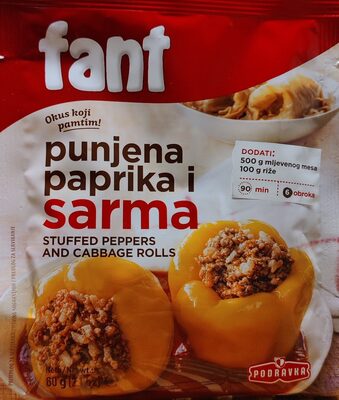 fant
Okus koji
pamtim!
punjena
paprika i
sarma
STUFFED PEPPERS
AND CABBAGE ROLLS
DODATI:
500 g mljevenog mesa
100 g riže
90 min
6 obroka
60 g
PODRAVKA